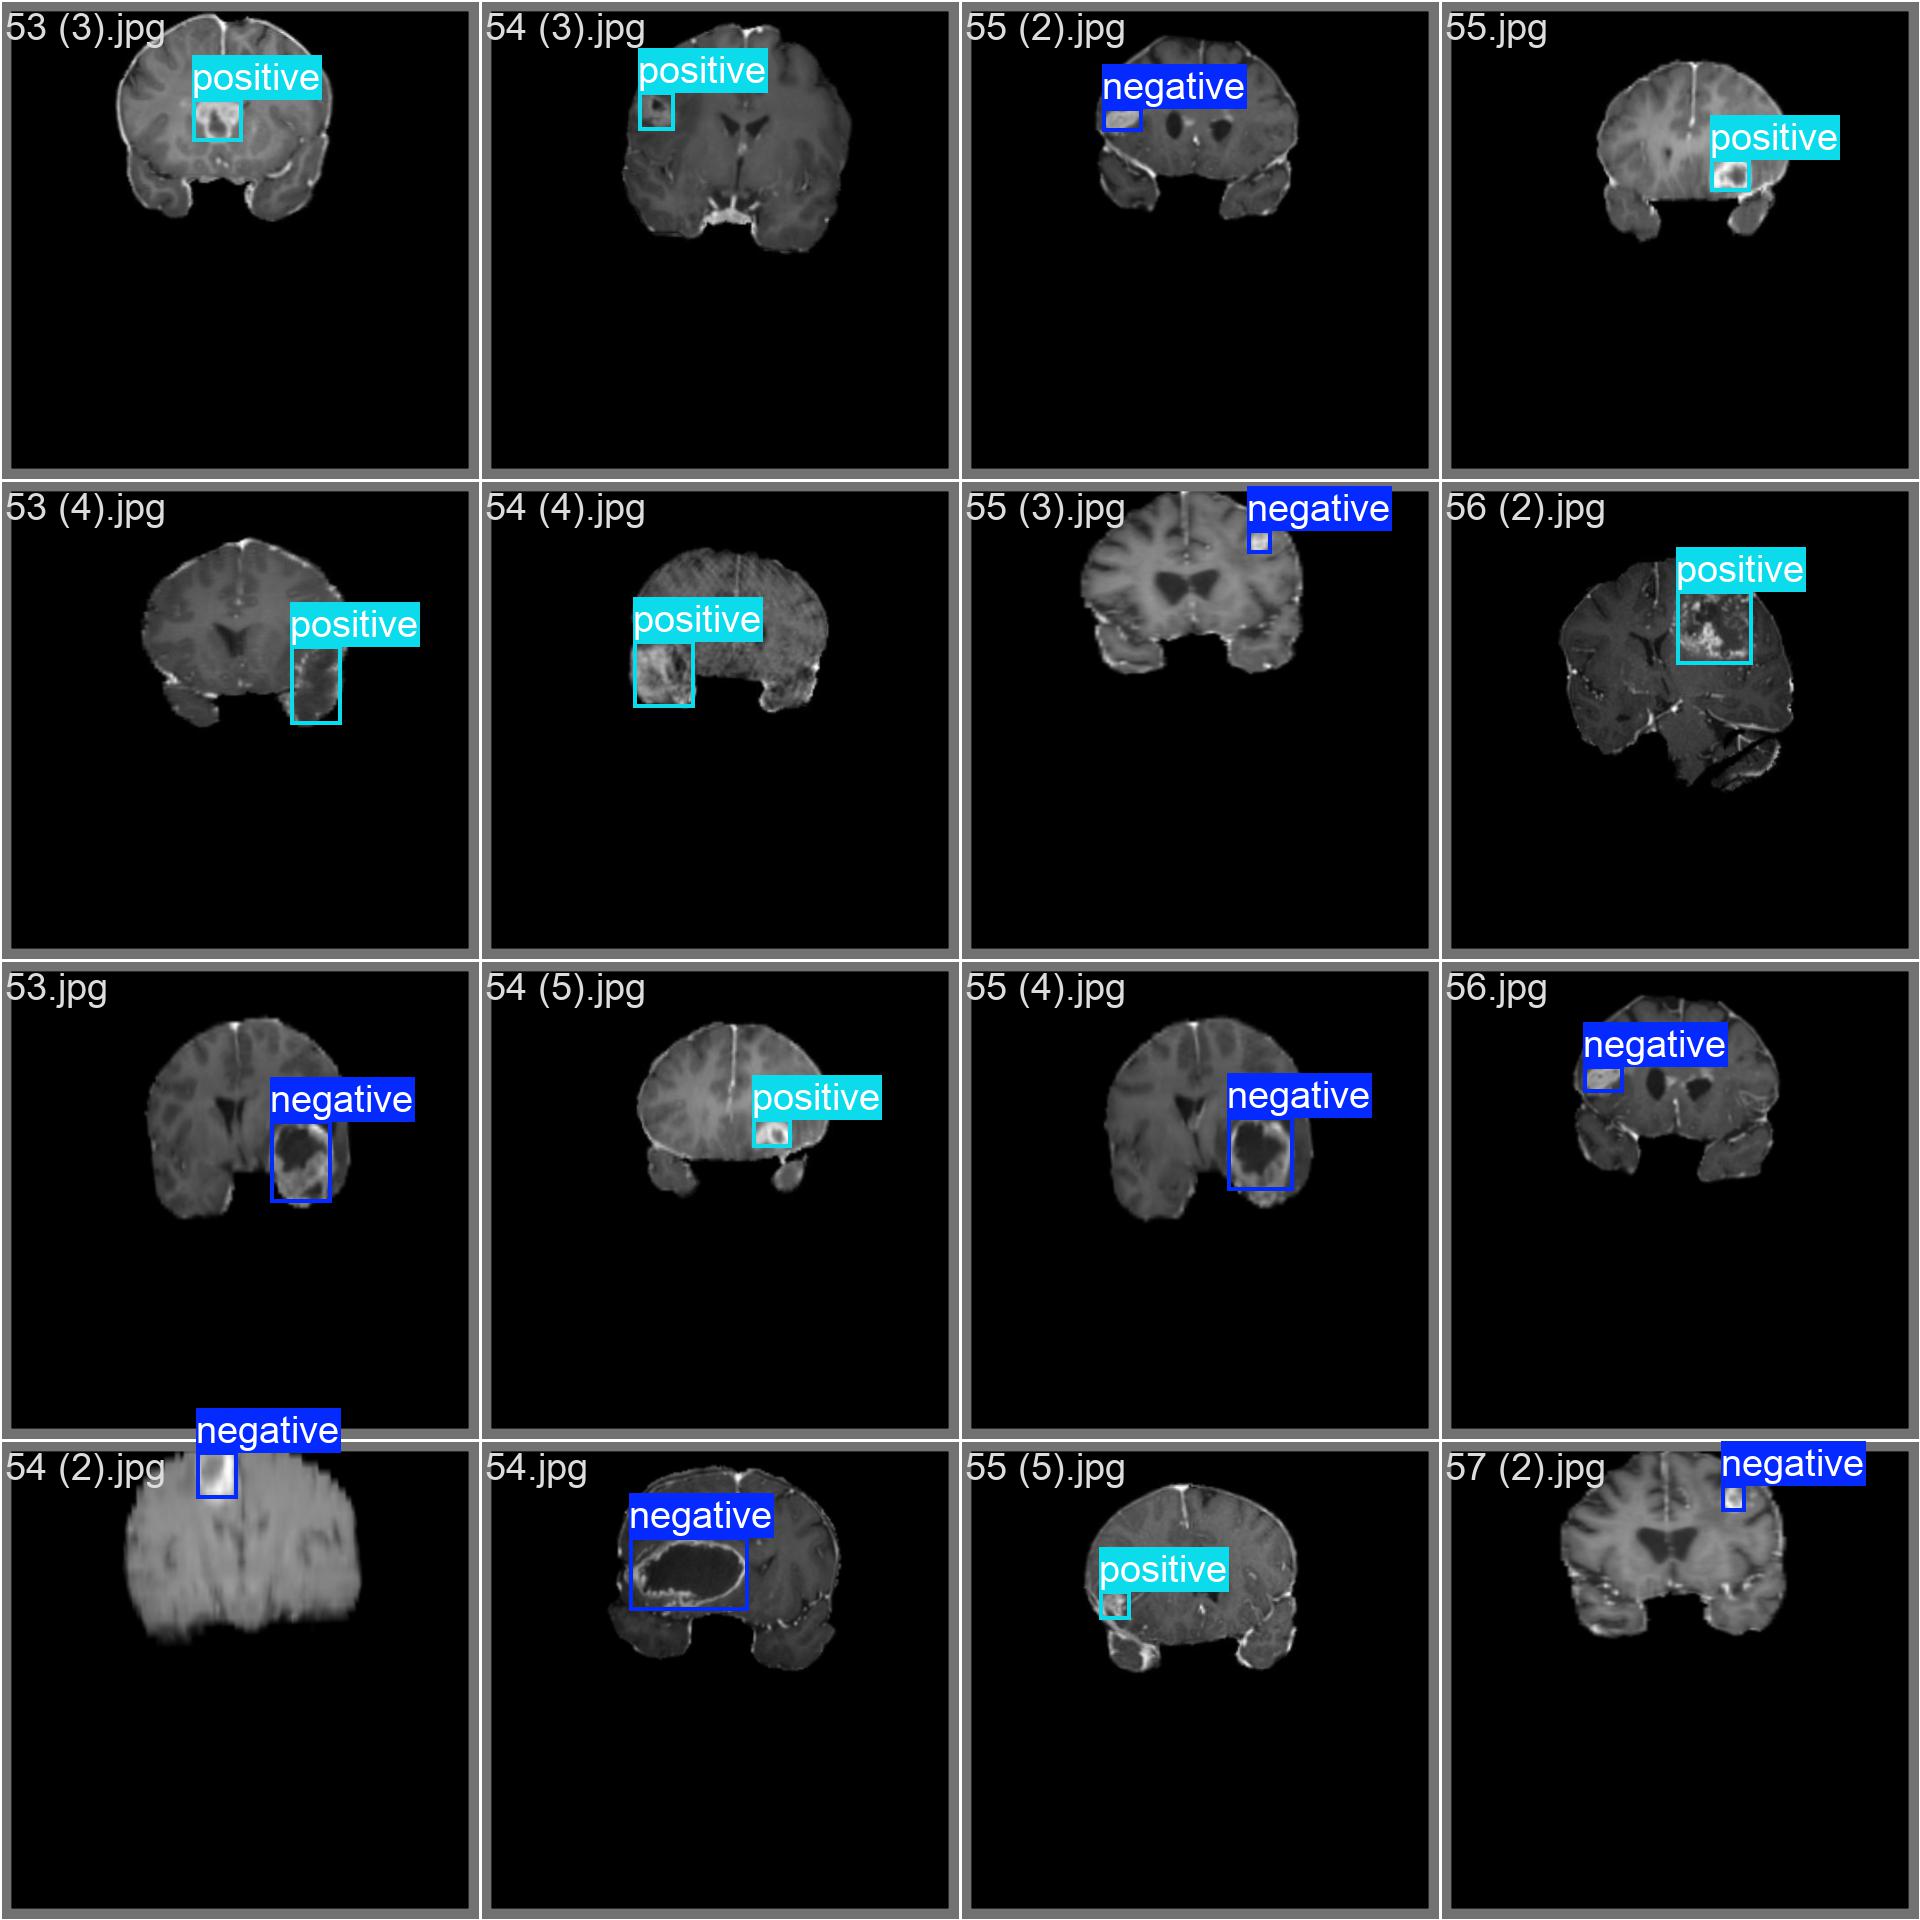 53 (3).jpg
positive
54 (3).jpg
positive
55 (2).jpg
negative
55.jpg
positive
53 (4).jpg
positive
54 (4).jpg
positive
55 (3).jpg
negative
56 (2).jpg
positive
53.jpg
negative
54 (5).jpg
positive
55 (4).jpg
negative
56.jpg
negative
54 (2).jpg
negative
54.jpg
negative
55 (5).jpg
positive
57 (2).jpg
negative